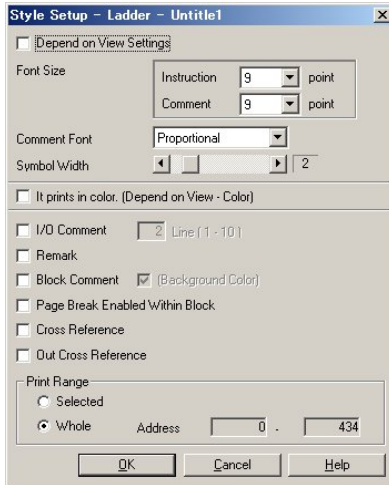 Style Setup - Ladder - Untitle1
Depend on View Settings
Font Size
Instruction 9 point
Comment 9 point
Comment Font Proportional
Symbol Width 2
It prints in color. (Depend on View - Color)
I/O Comment 2 Line ( 1 - 10 )
Remark
Block Comment (Background Color)
Page Break Enabled Within Block
Cross Reference
Out Cross Reference
Print Range
Selected
Whole Address 0 - 434
OK Cancel Help